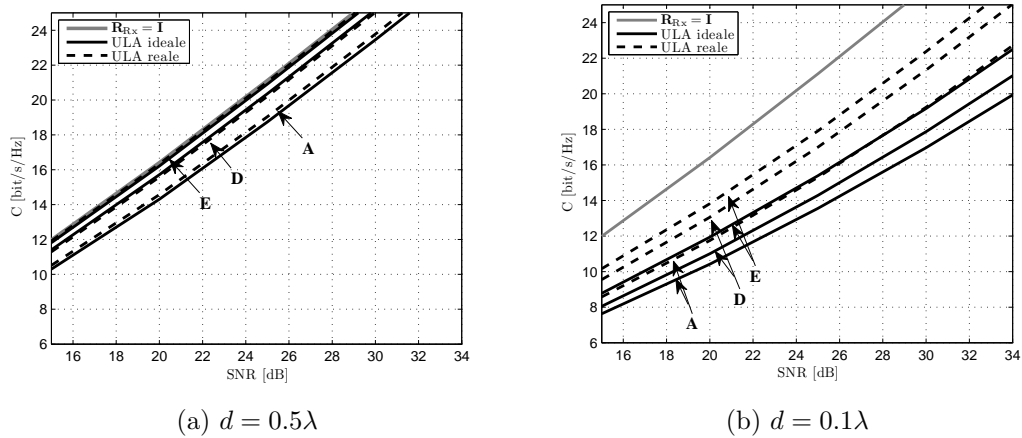 R_Rx = I
ULA ideale
ULA reale
C [bit/s/Hz]
24
22
20
18
16
14
12
10
8
6
A
D
E
16 18 20 22 24 26 28 30 32 34
SNR [dB]
(a) d = 0.5λ
R_Rx = I
ULA ideale
ULA reale
C [bit/s/Hz]
24
22
20
18
16
14
12
10
8
6
E
D
A
16 18 20 22 24 26 28 30 32 34
SNR [dB]
(b) d = 0.1λ